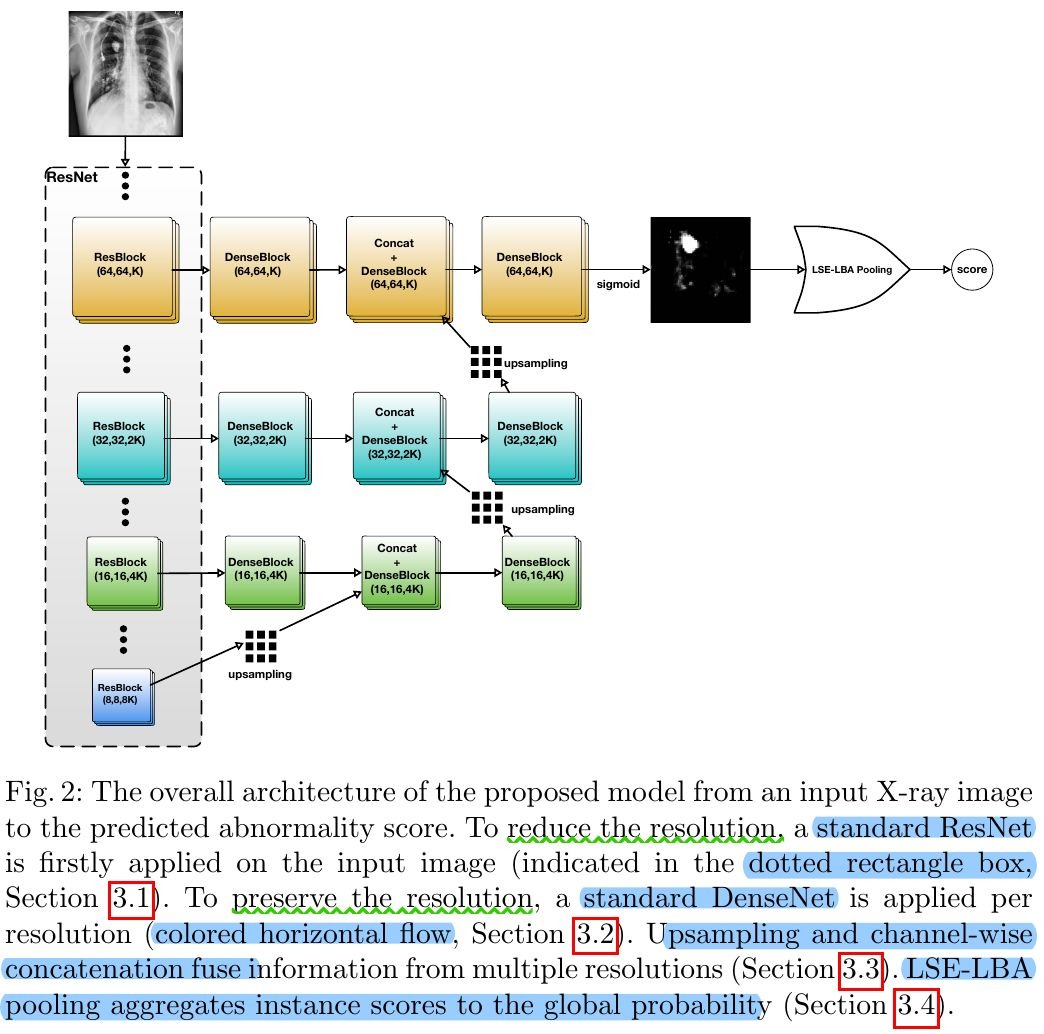 ResNet
ResBlock
(64,64,K)
DenseBlock
(64,64,K)
Concat
+
DenseBlock
(64,64,K)
DenseBlock
(64,64,K)
sigmoid
LSE-LBA Pooling
score
upsampling
ResBlock
(32,32,2K)
DenseBlock
(32,32,2K)
Concat
+
DenseBlock
(32,32,2K)
DenseBlock
(32,32,2K)
upsampling
ResBlock
(16,16,4K)
DenseBlock
(16,16,4K)
Concat
+
DenseBlock
(16,16,4K)
DenseBlock
(16,16,4K)
upsampling
ResBlock
(8,8,8K)
Fig. 2: The overall architecture of the proposed model from an input X-ray image
to the predicted abnormality score. To reduce the resolution, a standard ResNet
is firstly applied on the input image (indicated in the dotted rectangle box,
Section 3.1). To preserve the resolution, a standard DenseNet is applied per
resolution (colored horizontal flow, Section 3.2). Upsampling and channel-wise
concatenation fuse information from multiple resolutions (Section 3.3). LSE-LBA
pooling aggregates instance scores to the global probability (Section 3.4).